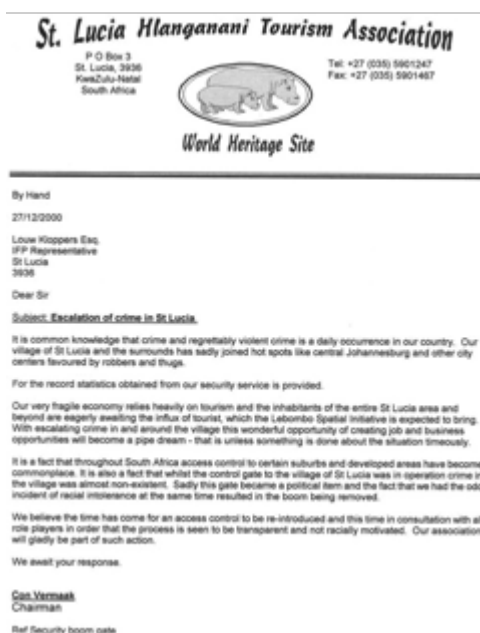 St. Lucia Hlanganani Tourism Association
P O Box 3
St. Lucia, 3936
KwaZulu-Natal
South Africa
Tel: +27 (035) 5901247
Fax: +27 (035) 5901467
World Heritage Site
By Hand
27/12/2000
Louw Kloppers Esq.
IFP Representative
St Lucia
3936
Dear Sir
Subject: Escalation of crime in St Lucia
It is common knowledge that crime and regrettably violent crime is a daily occurrence in our country. Our
village of St Lucia and the surrounds has sadly joined hot spots like central Johannesburg and other city
centers favoured by robbers and thugs.
For the record statistics obtained from our security service is provided.
Our very fragile economy relies heavily on tourism and the inhabitants of the entire St Lucia area and
beyond are eagerly awaiting the influx of tourist, which the Lebombo Spatial Initiative is expected to bring.
With escalating crime in and around the village this wonderful opportunity of creating job and business
opportunities will become a pipe dream - that is unless something is done about the situation timeously.
It is a fact that throughout South Africa access control to certain suburbs and developed areas have become
commonplace. It is also a fact that whilst the control gate to the village of St Lucia was in operation crime in
the village was almost non-existent. Sadly this gate became a political item and the fact that we had the odd
incident of racial intolerance at the same time resulted in the boom being removed.
We believe the time has come for an access control to be re-introduced and this time in consultation with al
role players in order that the process is seen to be transparent and not racially motivated. Our association
will gladly be part of such action.
We await your response.
Con Vermaak
Chairman
Ref Security boom gate